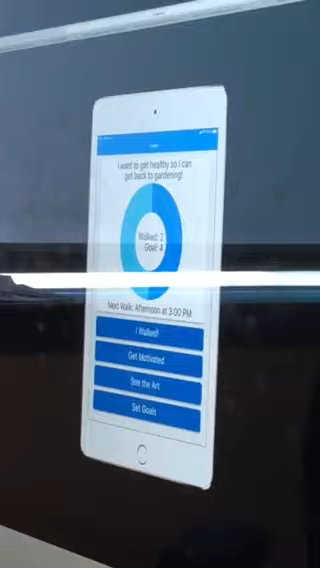 I want to get healthy so I can
get back to gardening!
Walked: 2
Goal: 4
Next Walk: Afternoon at 3:00 PM
I Walked!
Get Motivated
See the Art
Set Goals